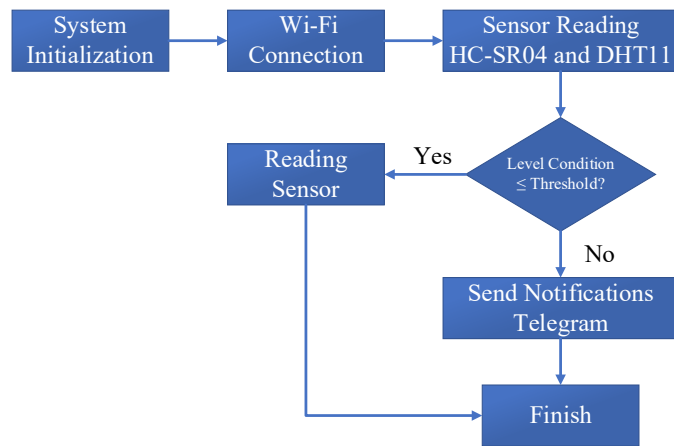 System
Initialization
Wi-Fi
Connection
Sensor Reading
HC-SR04 and DHT11
Level Condition
≤ Threshold?
Yes
Reading
Sensor
No
Send Notifications
Telegram
Finish